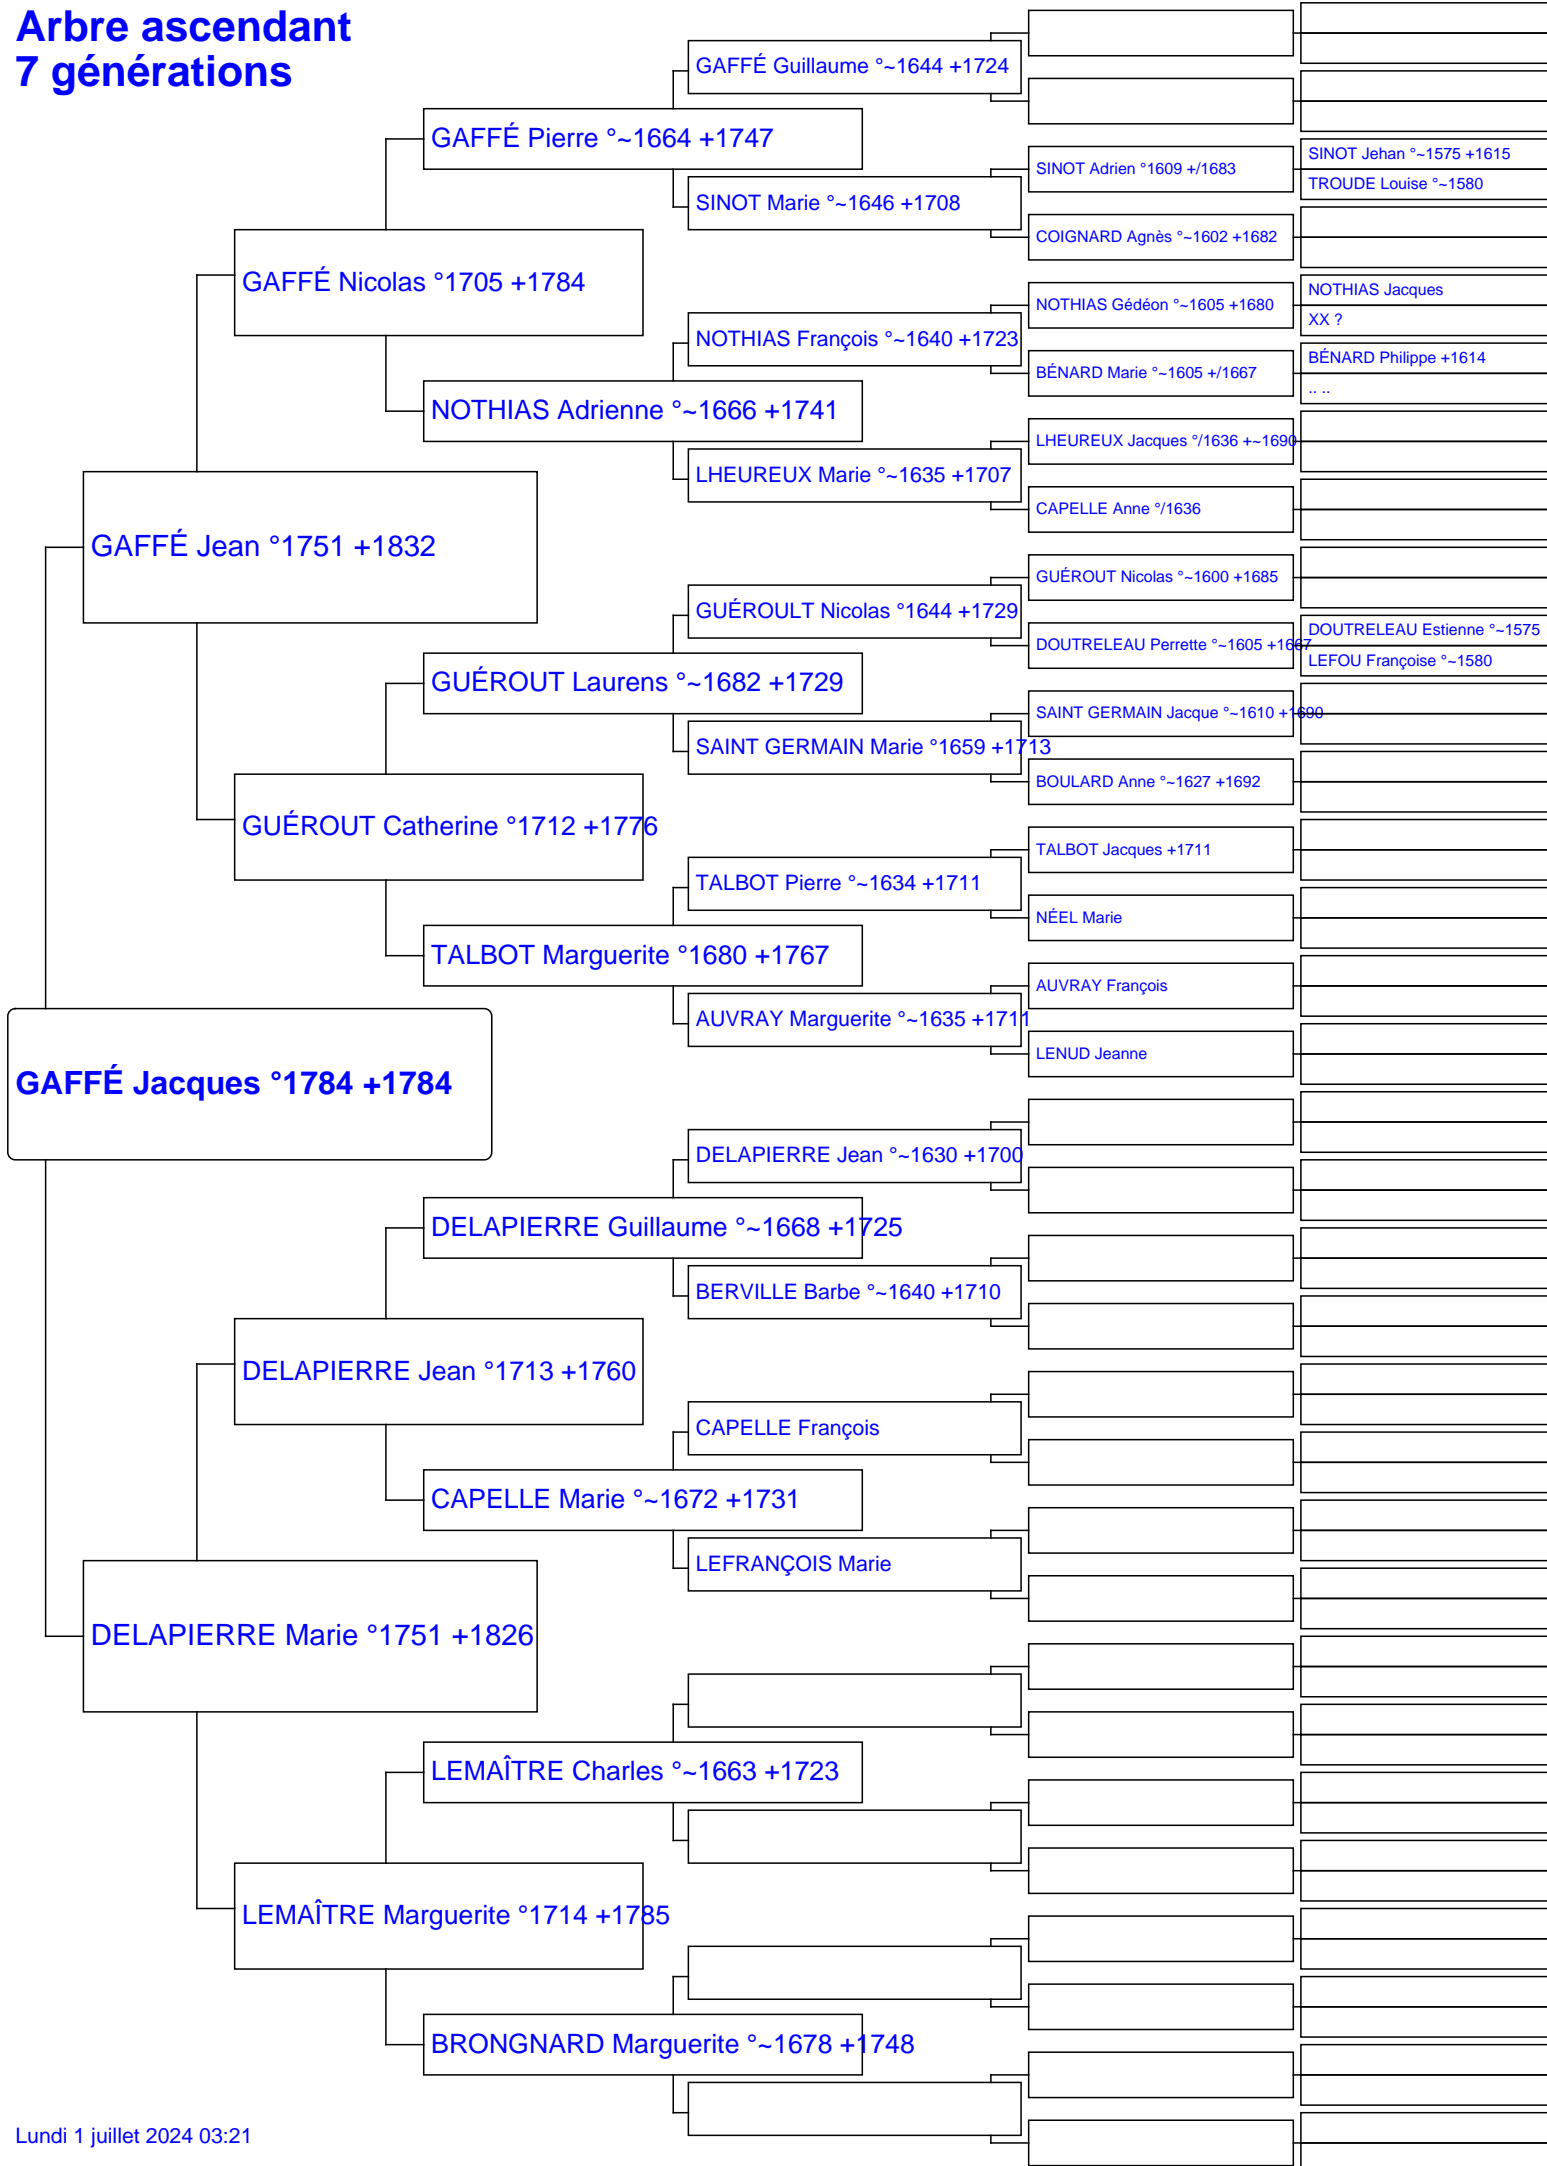 Arbre ascendant
7 générations
GAFFÉ Guillaume °~1644 +1724
GAFFÉ Pierre °~1664 +1747
SINOT Jehan °~1575 +1615
SINOT Adrien °1609 +/1683
TROUDE Louise °~1580
SINOT Marie °~1646 +1708
COIGNARD Agnès °~1602 +1682
GAFFÉ Nicolas °1705 +1784
NOTHIAS Jacques
NOTHIAS Gédéon °~1605 +1680
XX ?
NOTHIAS François °~1640 +1723
BÉNARD Philippe +1614
BÉNARD Marie °~1605 +/1667
.. ..
NOTHIAS Adrienne °~1666 +1741
LHEUREUX Jacques °/1636 +~1690
LHEUREUX Marie °~1635 +1707
CAPELLE Anne °/1636
GAFFÉ Jean °1751 +1832
GUÉROUT Nicolas °~1600 +1685
GUÉROULT Nicolas °1644 +1729
DOUTRELEAU Estienne °~1575
DOUTRELEAU Perrette °~1605 +1667
LEFOU Françoise °~1580
GUÉROUT Laurens °~1682 +1729
SAINT GERMAIN Jacque °~1610 +1690
SAINT GERMAIN Marie °1659 +1713
BOULARD Anne °~1627 +1692
GUÉROUT Catherine °1712 +1776
TALBOT Jacques +1711
TALBOT Pierre °~1634 +1711
NÉEL Marie
TALBOT Marguerite °1680 +1767
AUVRAY François
AUVRAY Marguerite °~1635 +1711
LENUD Jeanne
GAFFÉ Jacques °1784 +1784
DELAPIERRE Jean °~1630 +1700
DELAPIERRE Guillaume °~1668 +1725
BERVILLE Barbe °~1640 +1710
DELAPIERRE Jean °1713 +1760
CAPELLE François
CAPELLE Marie °~1672 +1731
LEFRANÇOIS Marie
DELAPIERRE Marie °1751 +1826
LEMAÎTRE Charles °~1663 +1723
LEMAÎTRE Marguerite °1714 +1785
BRONGNARD Marguerite °~1678 +1748
Lundi 1 juillet 2024 03:21